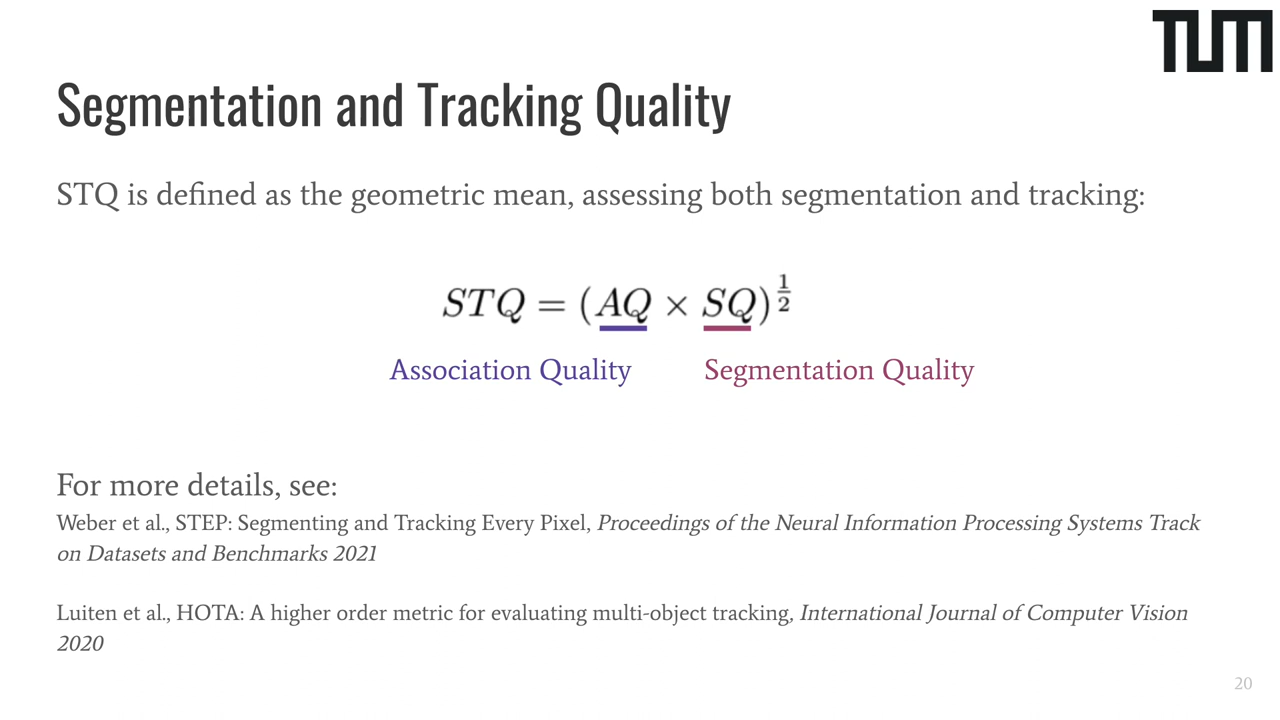 TUM
Segmentation and Tracking Quality
STQ is defined as the geometric mean, assessing both segmentation and tracking:
STQ = (AQ × SQ)^{1/2}
Association Quality Segmentation Quality
For more details, see:
Weber et al., STEP: Segmenting and Tracking Every Pixel, Proceedings of the Neural Information Processing Systems Track
on Datasets and Benchmarks 2021
Luiten et al., HOTA: A higher order metric for evaluating multi-object tracking, International Journal of Computer Vision
2020
20